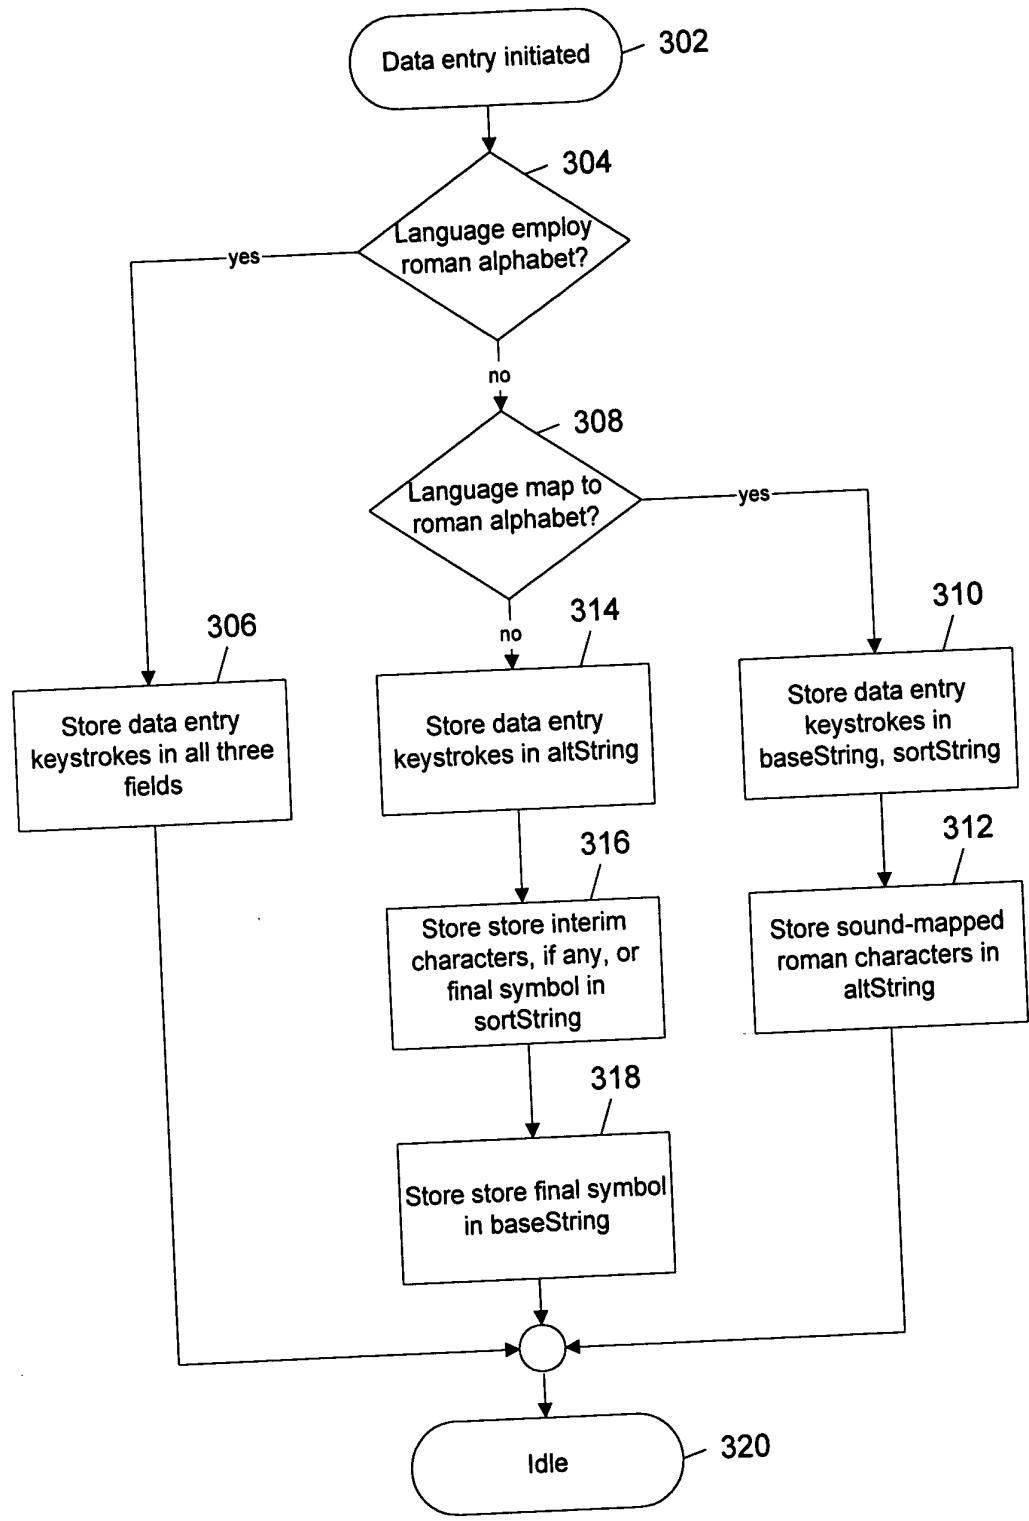 Data entry initiated
302
304
Language employ
roman alphabet?
yes
no
308
Language map to
roman alphabet?
yes
no
306
314
310
Store data entry
keystrokes in all three
fields
Store data entry
keystrokes in altString
Store data entry
keystrokes in
baseString, sortString
316
312
Store store interim
characters, if any, or
final symbol in
sortString
Store sound-mapped
roman characters in
altString
318
Store store final symbol
in baseString
Idle
320